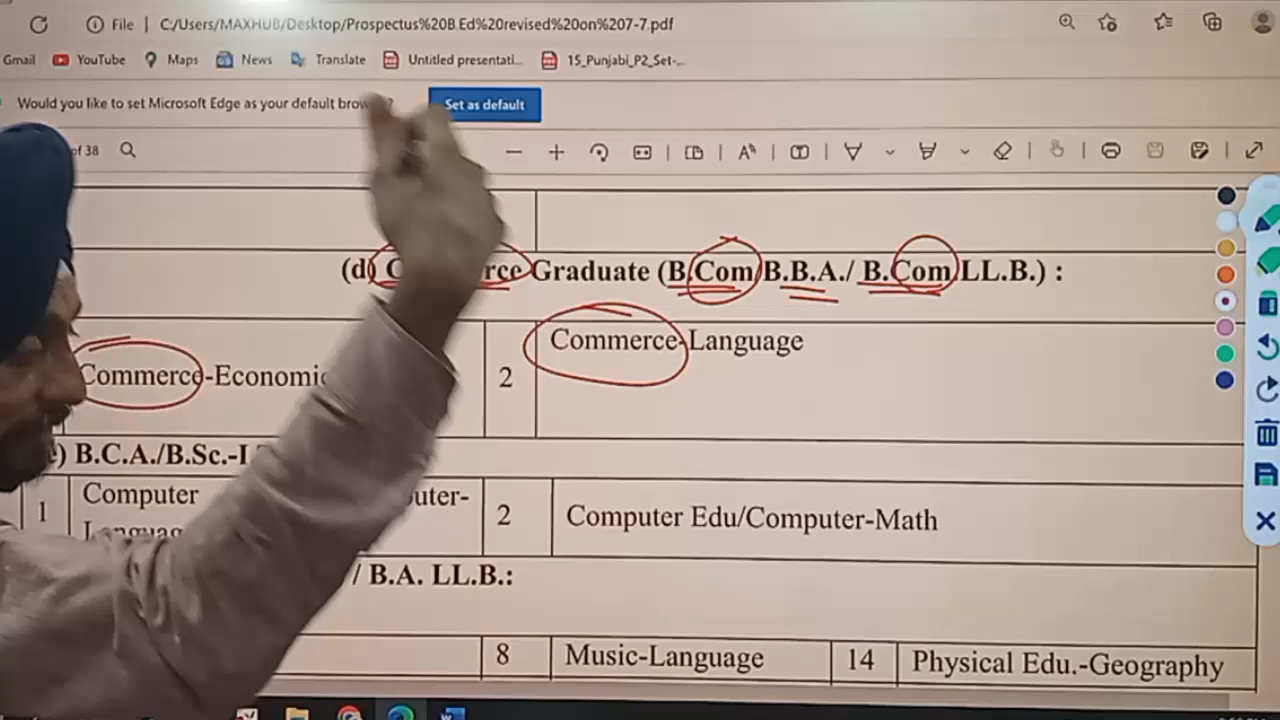 File | C:/Users/MAXHUB/Desktop/Prospectus%20B.Ed%20revised%20on%207-7.pdf
Gmail YouTube Maps News Translate Untitled presentati... 15_Punjabi_P2_Set-...
Would you like to set Microsoft Edge as your default Set as default
of 38
(d) Graduate (B.Com/B.B.A./ B.Com LL.B.) :
Commerce-Economic 2 Commerce-Language
B.C.A./B.Sc.-I
1 Computer 2 Computer Edu/Computer-Math
/ B.A. LL.B.:
8 Music-Language 14 Physical Edu.-Geography